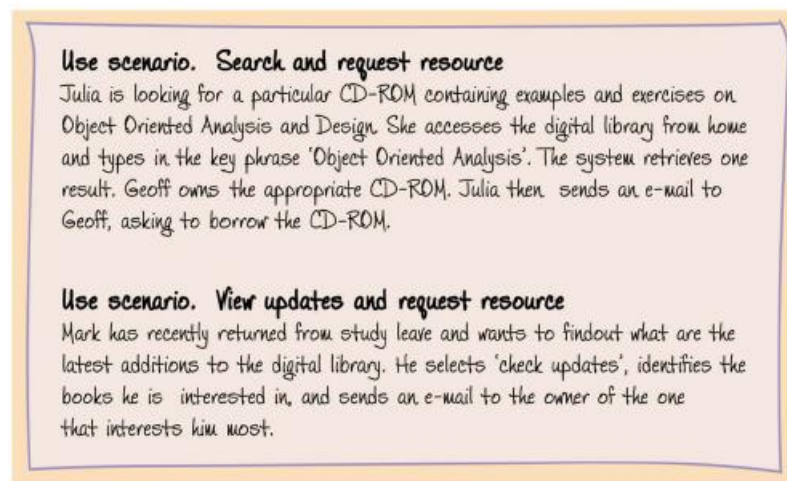 Use scenario. Search and request resource
Julia is looking for a particular CD-ROM containing examples and exercises on
Object Oriented Analysis and Design. She accesses the digital library from home
and types in the key phrase 'Object Oriented Analysis'. The system retrieves one
result. Geoff owns the appropriate CD-ROM. Julia then sends an e-mail to
Geoff, asking to borrow the CD-ROM.
Use scenario. View updates and request resource
Mark has recently returned from study leave and wants to findout what are the
latest additions to the digital library. He selects 'check updates', identifies the
books he is interested in, and sends an e-mail to the owner of the one
that interests him most.